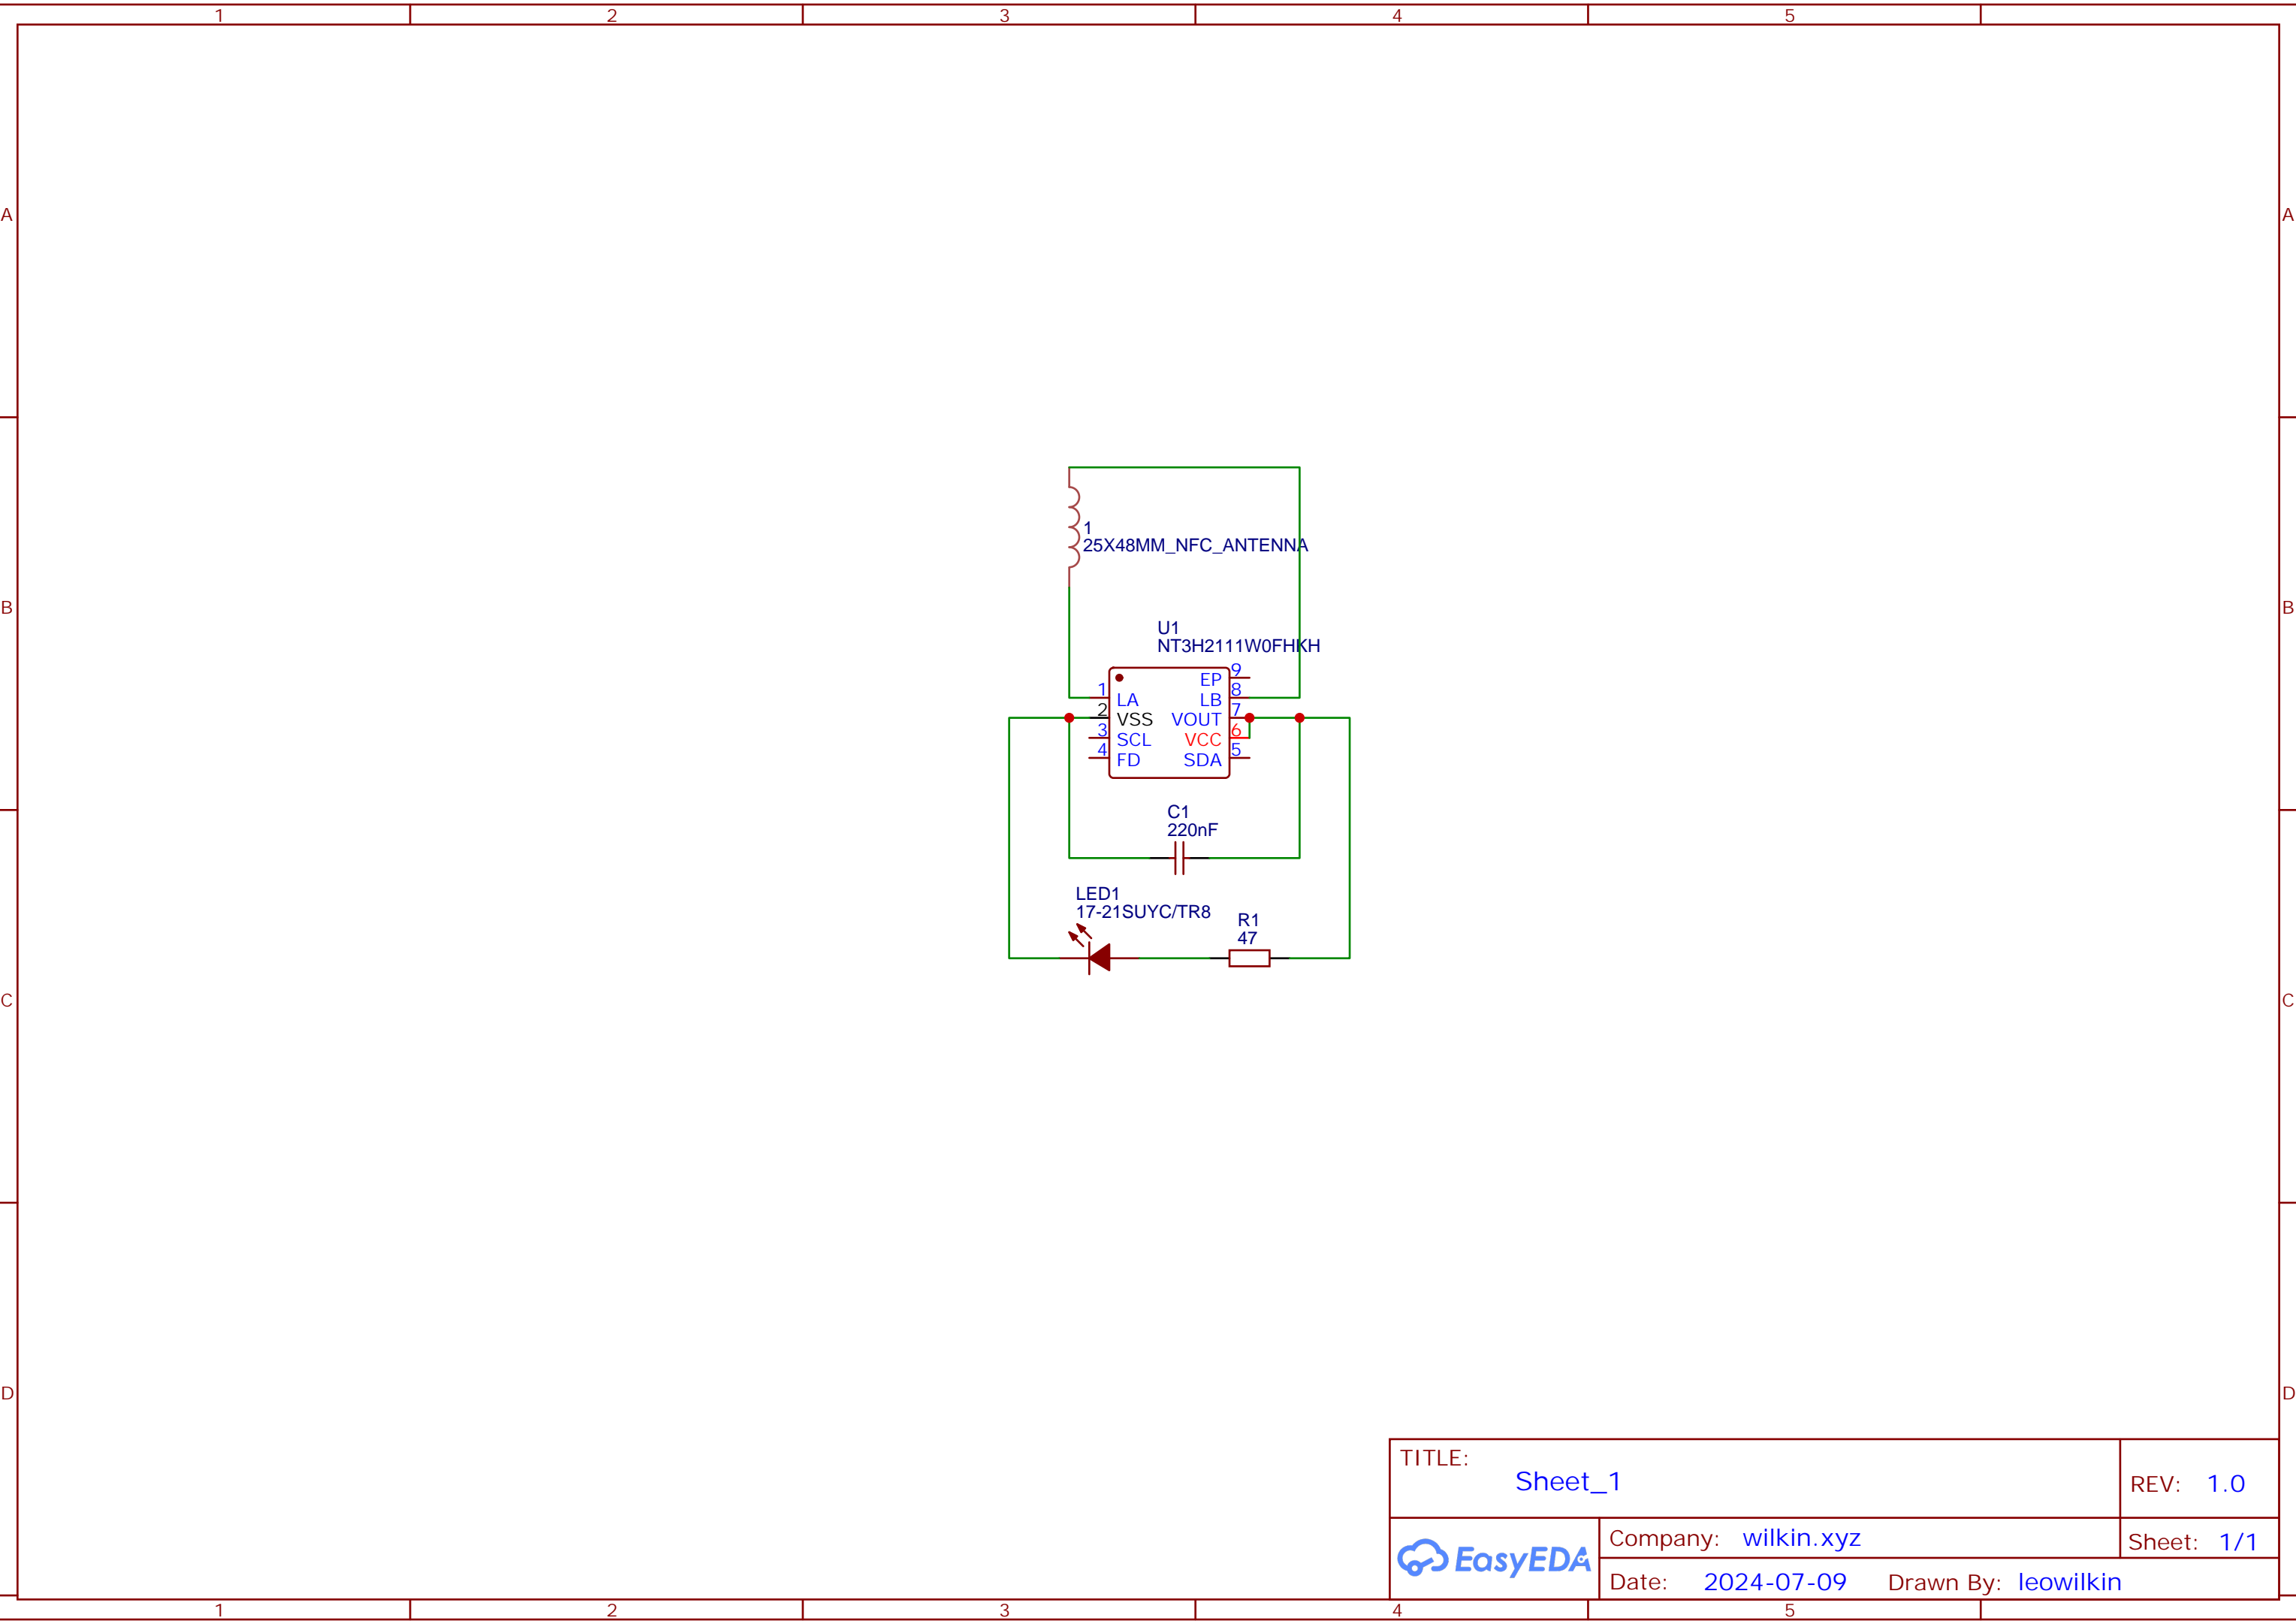 1 2 3 4 5
A A
B B
1
25X48MM_NFC_ANTENNA
U1
NT3H2111W0FHKH
9
EP
1 8
LA LB
2 7
VSS VOUT
3 6
SCL VCC
4 5
FD SDA
C1
220nF
LED1
17-21SUYC/TR8
R1
47
C C
D D
TITLE:
Sheet_1
REV: 1.0
EasyEDA
Company: wilkin.xyz
Sheet: 1/1
Date: 2024-07-09 Drawn By: leowilkin
1 2 3 4 5